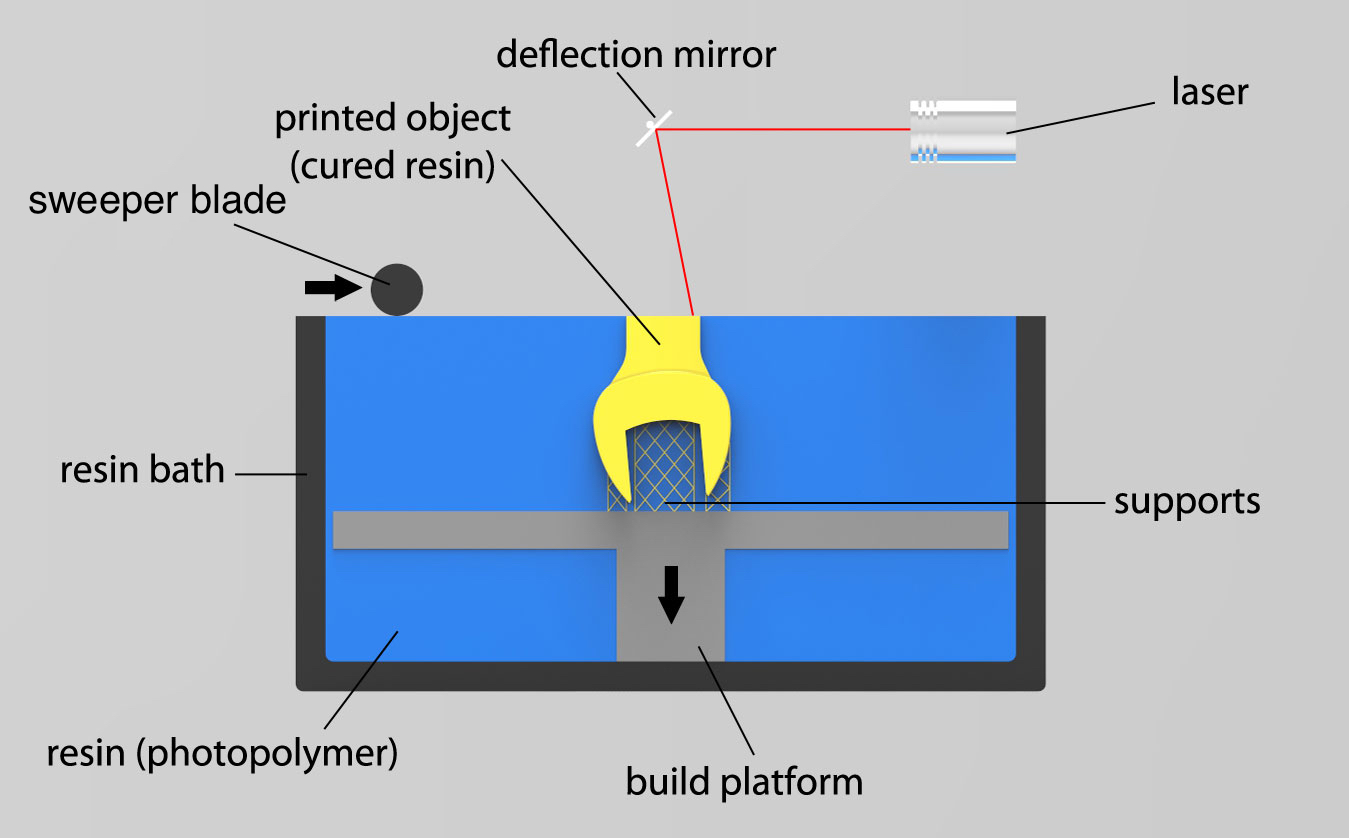 deflection mirror
laser
printed object
(cured resin)
sweeper blade
resin bath
supports
resin (photopolymer)
build platform